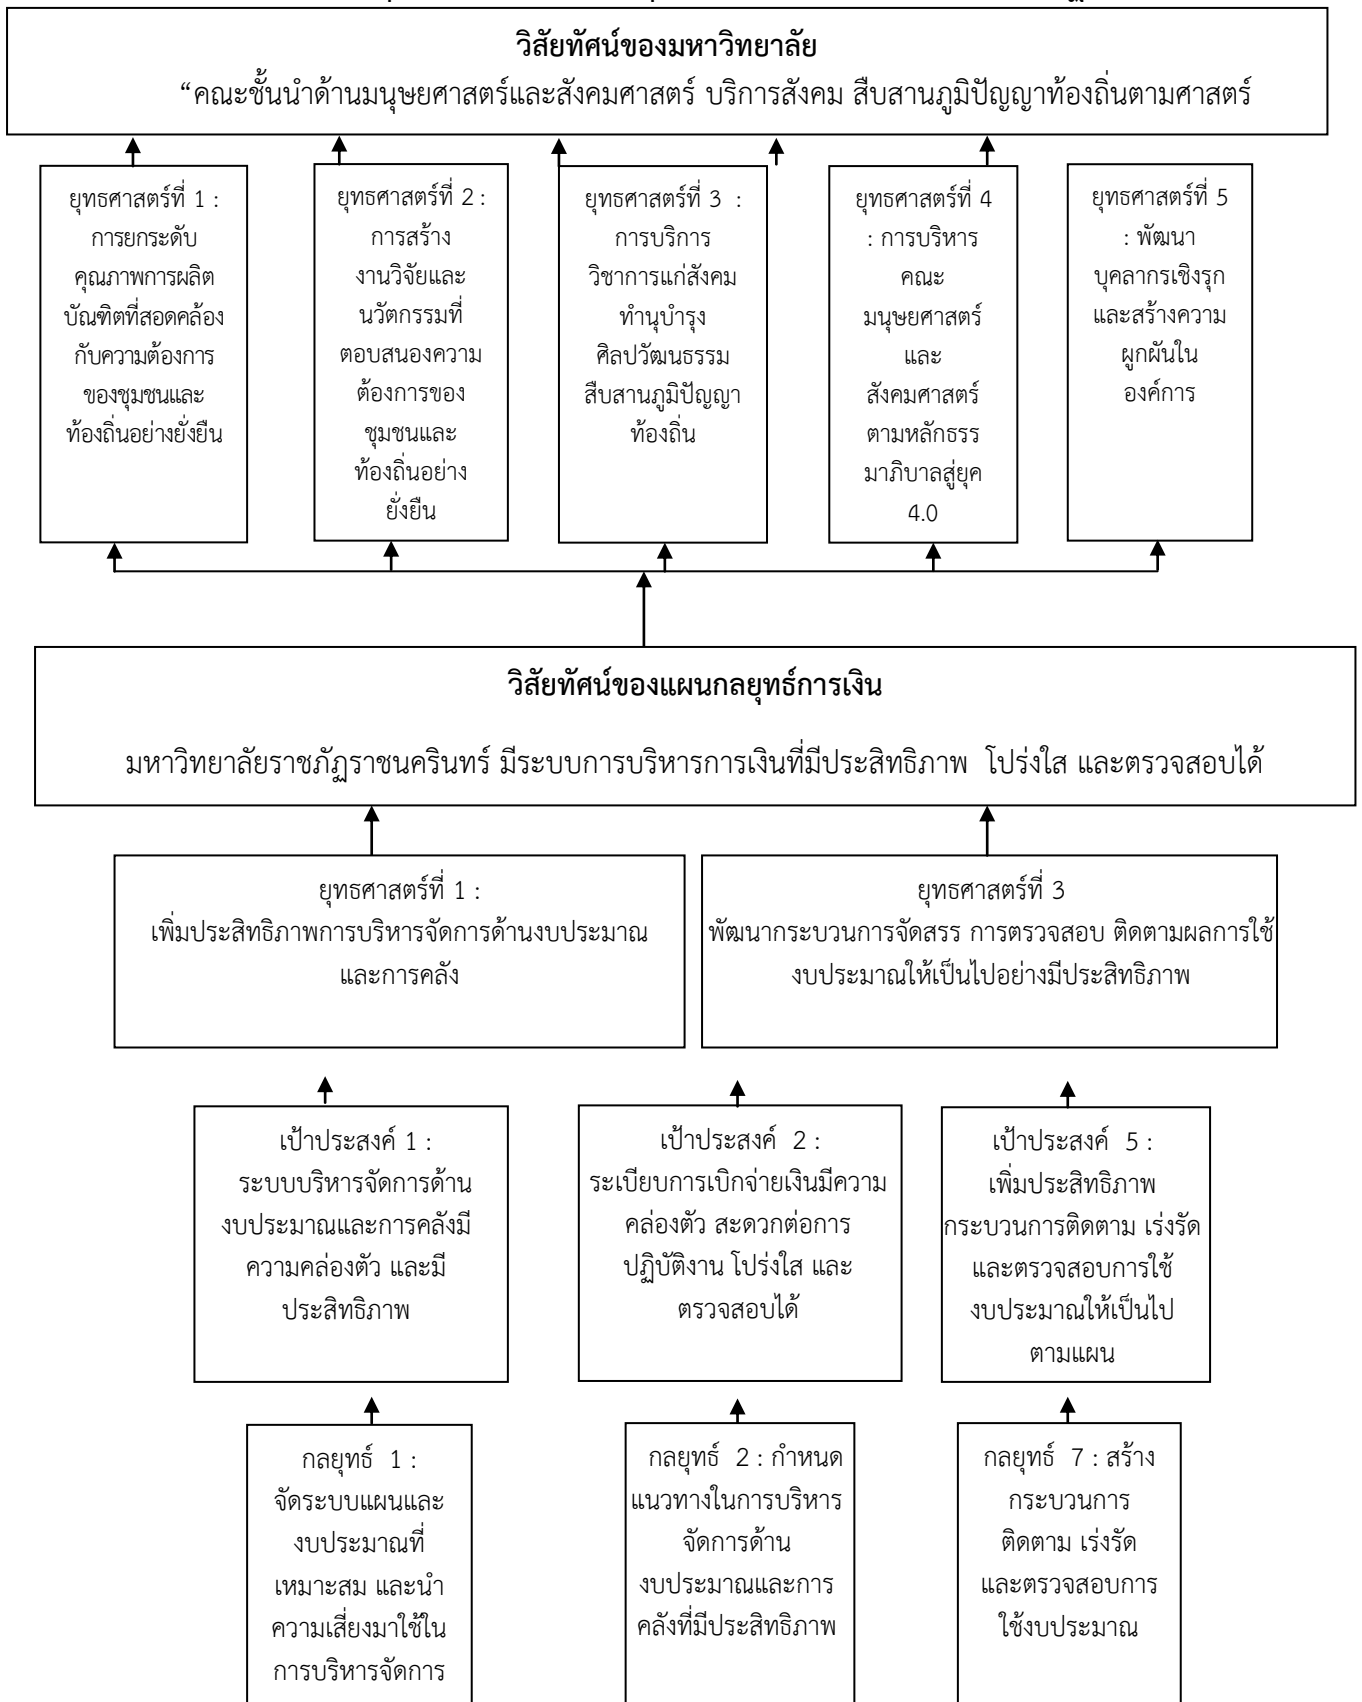 วิสัยทัศน์ของมหาวิทยาลัย
“คณะชั้นนำด้านมนุษยศาสตร์และสังคมศาสตร์ บริการสังคม สืบสานภูมิปัญญาท้องถิ่นตามศาสตร์
ยุทธศาสตร์ที่ 1 :
การยกระดับ
คุณภาพการผลิต
บัณฑิตที่สอดคล้อง
กับความต้องการ
ของชุมชนและ
ท้องถิ่นอย่างยั่งยืน
ยุทธศาสตร์ที่ 2 :
การสร้าง
งานวิจัยและ
นวัตกรรมที่
ตอบสนองความ
ต้องการของ
ชุมชนและ
ท้องถิ่นอย่าง
ยั่งยืน
ยุทธศาสตร์ที่ 3 :
การบริการ
วิชาการแก่สังคม
ทำนุบำรุง
ศิลปวัฒนธรรม
สืบสานภูมิปัญญา
ท้องถิ่น
ยุทธศาสตร์ที่ 4
: การบริหาร
คณะ
มนุษยศาสตร์
และ
สังคมศาสตร์
ตามหลักธรร
มาภิบาลสู่ยุค
4.0
ยุทธศาสตร์ที่ 5
: พัฒนา
บุคลากรเชิงรุก
และสร้างความ
ผูกผันใน
องค์การ
วิสัยทัศน์ของแผนกลยุทธ์การเงิน
มหาวิทยาลัยราชภัฏราชนครินทร์ มีระบบการบริหารการเงินที่มีประสิทธิภาพ โปร่งใส และตรวจสอบได้
ยุทธศาสตร์ที่ 1 :
เพิ่มประสิทธิภาพการบริหารจัดการด้านงบประมาณ
และการคลัง
ยุทธศาสตร์ที่ 3
พัฒนากระบวนการจัดสรร การตรวจสอบ ติดตามผลการใช้
งบประมาณให้เป็นไปอย่างมีประสิทธิภาพ
เป้าประสงค์ 1 :
ระบบบริหารจัดการด้าน
งบประมาณและการคลังมี
ความคล่องตัว และมี
ประสิทธิภาพ
เป้าประสงค์ 2 :
ระเบียบการเบิกจ่ายเงินมีความ
คล่องตัว สะดวกต่อการ
ปฏิบัติงาน โปร่งใส และ
ตรวจสอบได้
เป้าประสงค์ 5 :
เพิ่มประสิทธิภาพ
กระบวนการติดตาม เร่งรัด
และตรวจสอบการใช้
งบประมาณให้เป็นไป
ตามแผน
กลยุทธ์ 1 :
จัดระบบแผนและ
งบประมาณที่
เหมาะสม และนำ
ความเสี่ยงมาใช้ใน
การบริหารจัดการ
กลยุทธ์ 2 : กำหนด
แนวทางในการบริหาร
จัดการด้าน
งบประมาณและการ
คลังที่มีประสิทธิภาพ
กลยุทธ์ 7 : สร้าง
กระบวนการ
ติดตาม เร่งรัด
และตรวจสอบการ
ใช้งบประมาณ